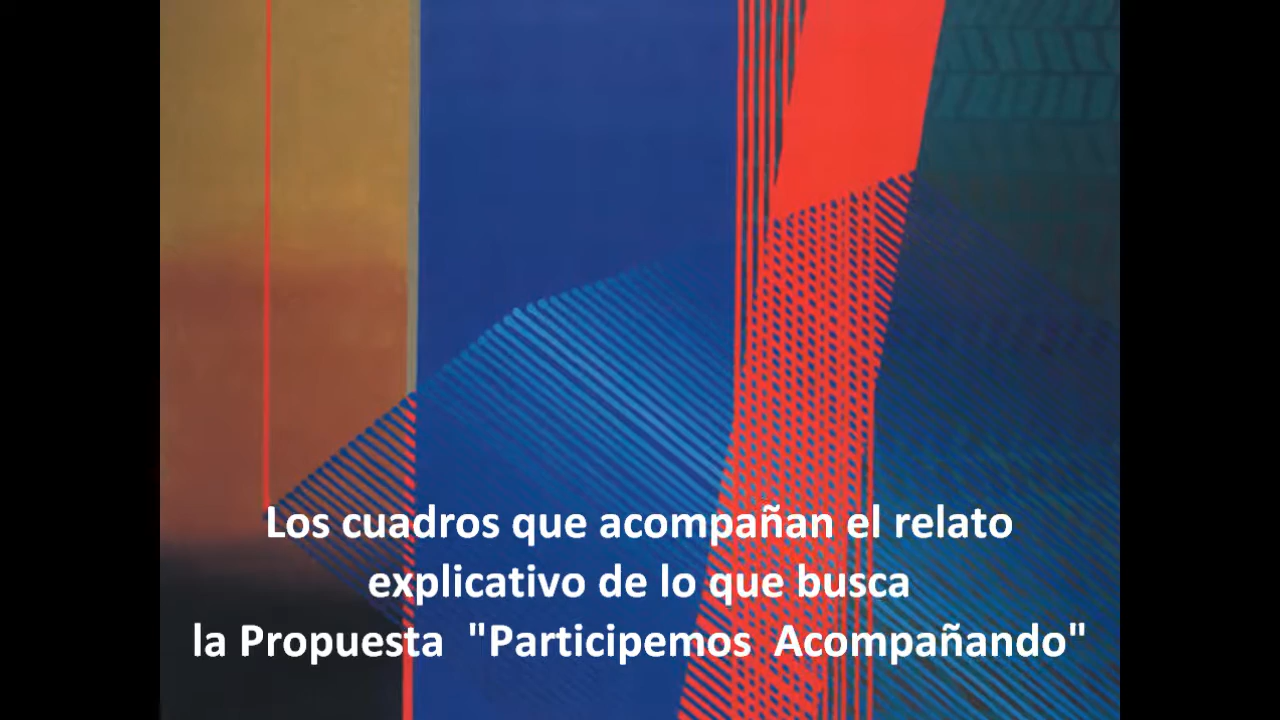 Los cuadros que acompañan el relato
explicativo de lo que busca
la Propuesta "Participemos Acompañando"